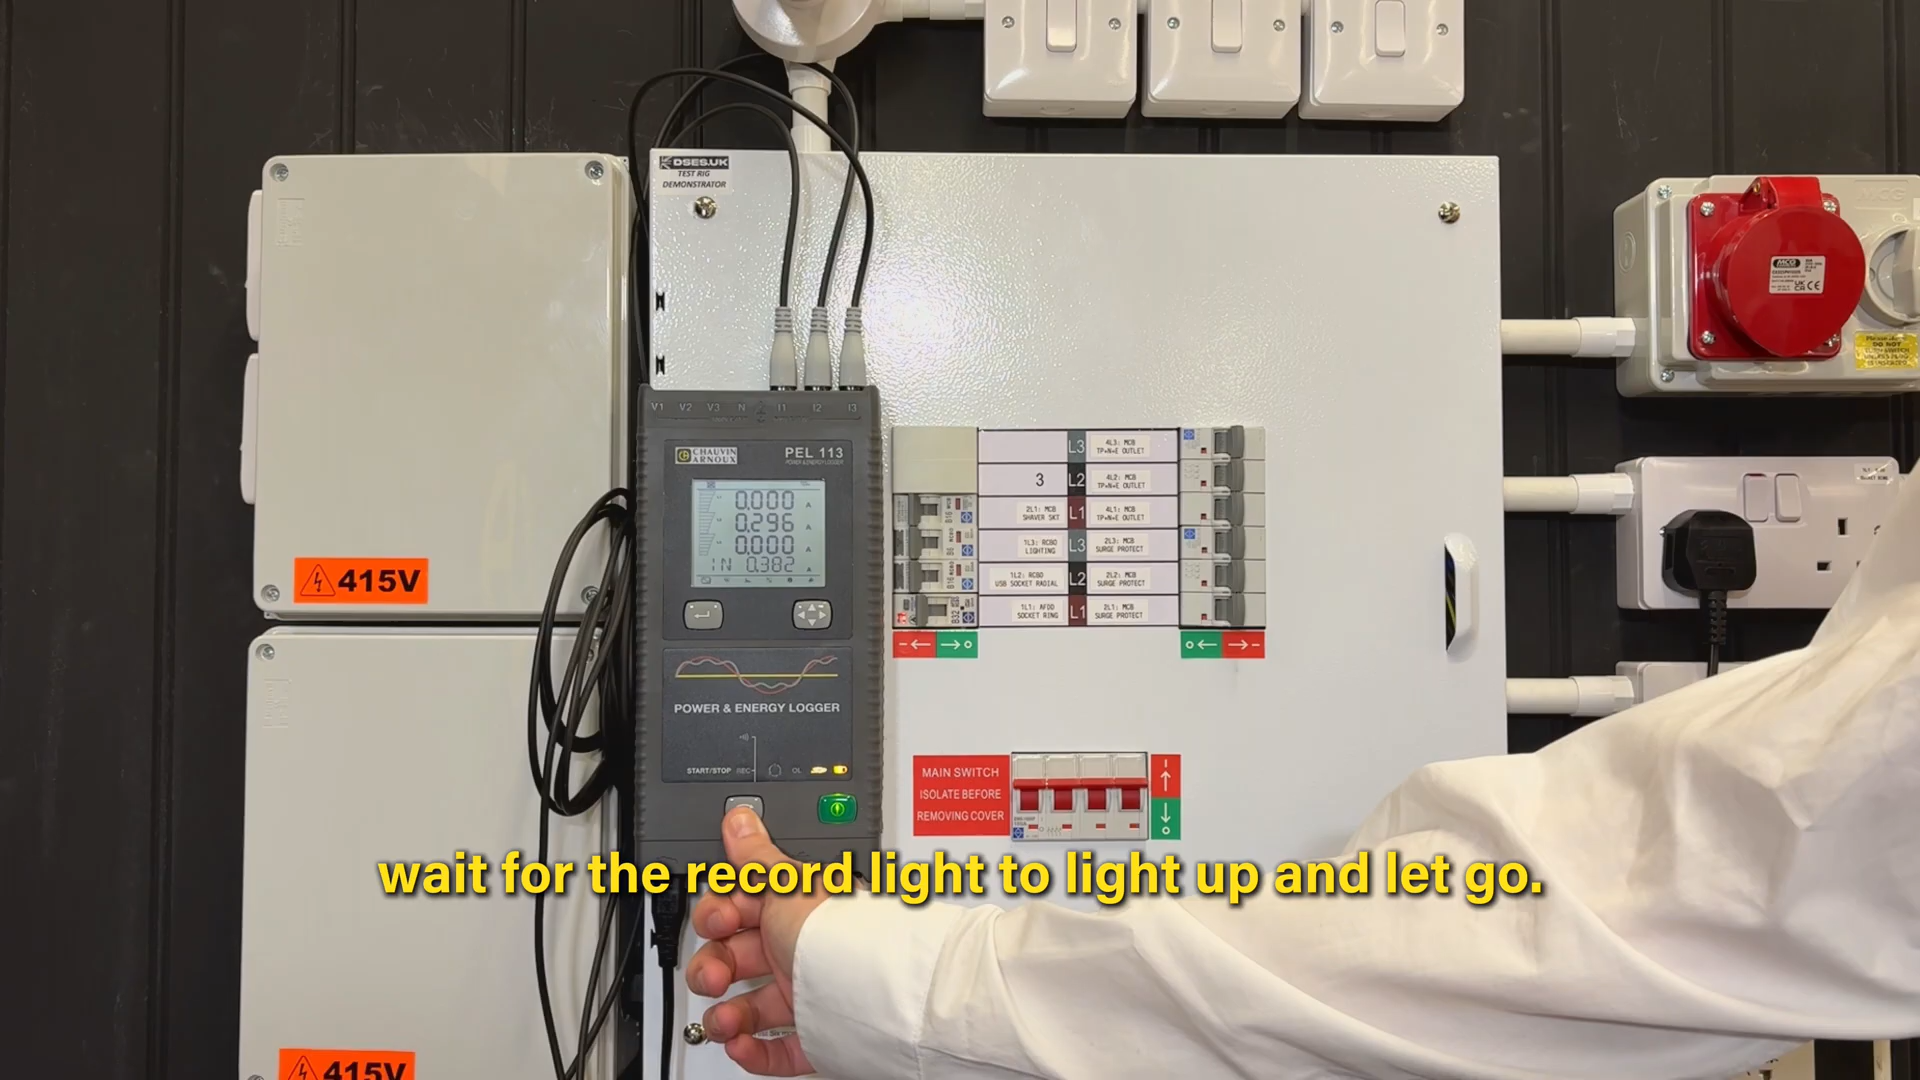 DSES.UK
TEST RIG
DEMONSTRATOR
MCG
415V
V1 V2 V3 N I1 I2 I3
CHAUVIN
ARNOUX
PEL 113
POWER & ENERGY LOGGER
0.000 A
0.296 A
0.000 A
IN 0.382 A
POWER & ENERGY LOGGER
START/STOP REC OL
L3 4L3: MCB
TP+N+E OUTLET
3 L2 4L2: MCB
TP+N+E OUTLET
2L1: MCB
SHAVER SKT
L1 4L1: MCB
TP+N+E OUTLET
1L3: RCBO
LIGHTING
L3 2L3: MCB
SURGE PROTECT
1L2: RCBO
USB SOCKET RADIAL
L2 2L2: MCB
SURGE PROTECT
1L1: AFDD
SOCKET RING
L1 2L1: MCB
SURGE PROTECT
MAIN SWITCH
ISOLATE BEFORE
REMOVING COVER
wait for the record light to light up and let go.
415V